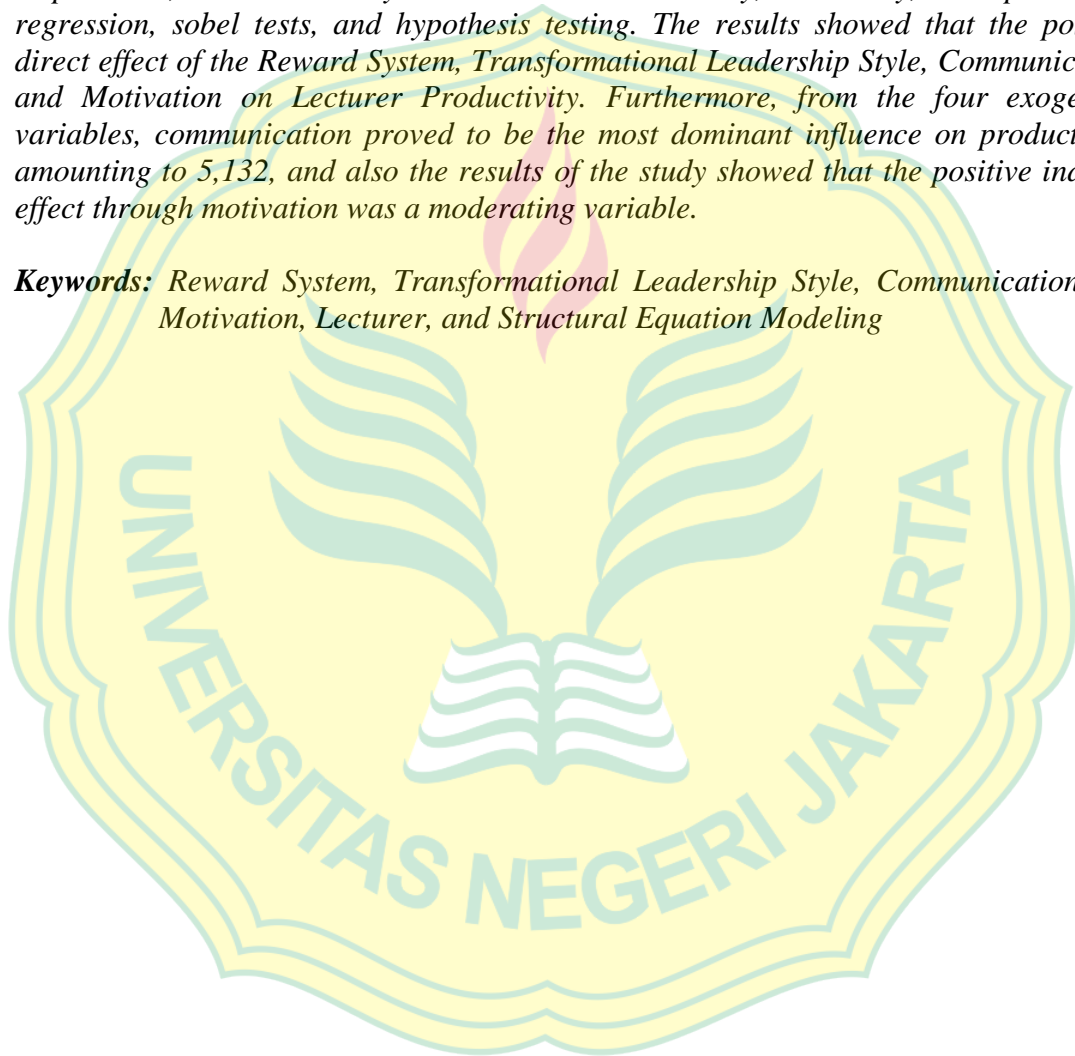 regression, sobel tests, and hypothesis testing. The results showed that the po
direct effect of the Reward System, Transformational Leadership Style, Communic
and Motivation on Lecturer Productivity. Furthermore, from the four exoge
variables, communication proved to be the most dominant influence on product
amounting to 5,132, and also the results of the study showed that the positive ind
effect through motivation was a moderating variable.
Keywords: Reward System, Transformational Leadership Style, Communication
Motivation, Lecturer, and Structural Equation Modeling
UNIVERSITAS NEGERI JAKARTA